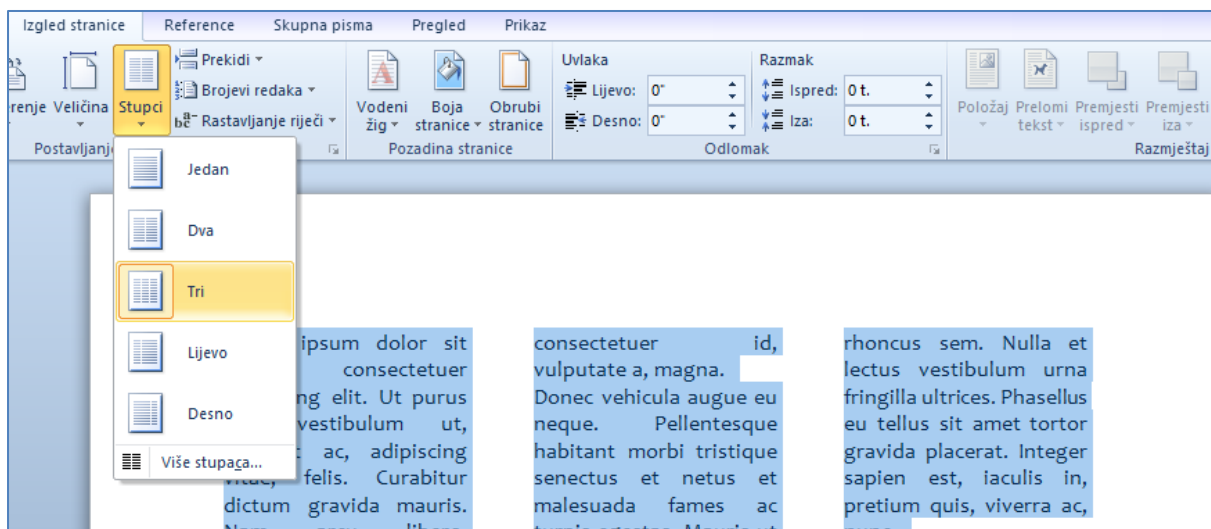 Izgled stranice Reference Skupna pisma Pregled Prikaz
Prekidi
Brojevi redaka
Rastavljanje riječi
Veličina
Stupci
Vodeni žig
Boja stranice
Obrubi stranice
Uvlaka
Lijevo: 0"
Desno: 0"
Razmak
Ispred: 0 t.
Iza: 0 t.
Položaj
Prelomi tekst
Premjesti ispred
Premjesti iza
Pozadina stranice
Odlomak
Razmještaj
Jedan
Dva
Tri
Lijevo
Desno
Više stupaca...
ipsum dolor sit
consectetuer
elit. Ut purus
vestibulum ut,
ac, adipiscing
vitae, felis. Curabitur
dictum gravida mauris.
consectetuer id,
vulputate a, magna.
Donec vehicula augue eu
neque. Pellentesque
habitant morbi tristique
senectus et netus et
malesuada fames ac
rhoncus sem. Nulla et
lectus vestibulum urna
fringilla ultrices. Phasellus
eu tellus sit amet tortor
gravida placerat. Integer
sapien est, iaculis in,
pretium quis, viverra ac,